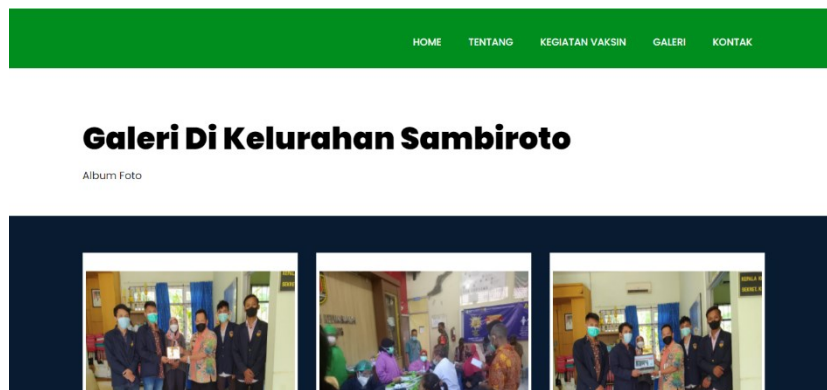 HOME TENTANG KEGIATAN VAKSIN GALERI KONTAK
Galeri Di Kelurahan Sambiroto
Album Foto